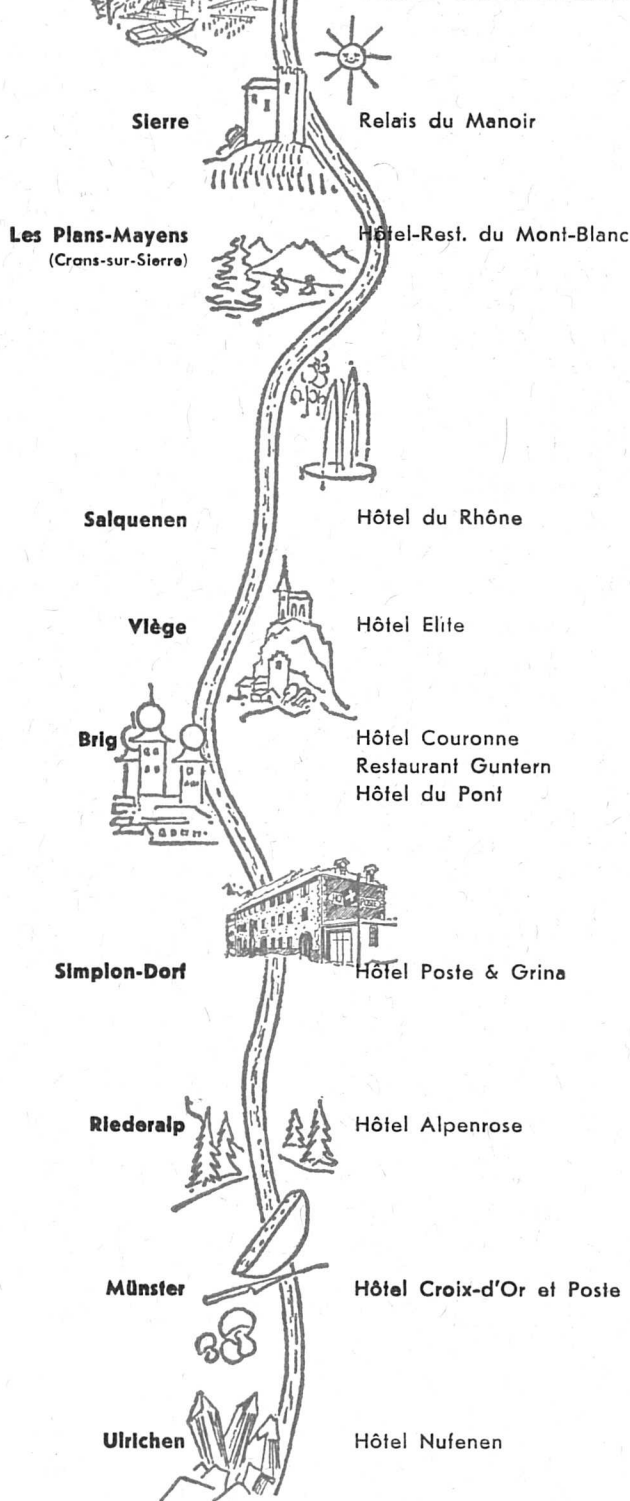 Sierre Relais du Manoir
Les Plans-Mayens Hôtel-Rest. du Mont-Blanc
(Crans-sur-Sierre)
Salquenen Hôtel du Rhône
Viège Hôtel Elite
Brig Hôtel Couronne
Restaurant Guntern
Hôtel du Pont
Simplon-Dorf Hôtel Poste & Grina
Riederalp Hôtel Alpenrose
Münster Hôtel Croix-d'Or et Poste
Ulrichen Hôtel Nufenen